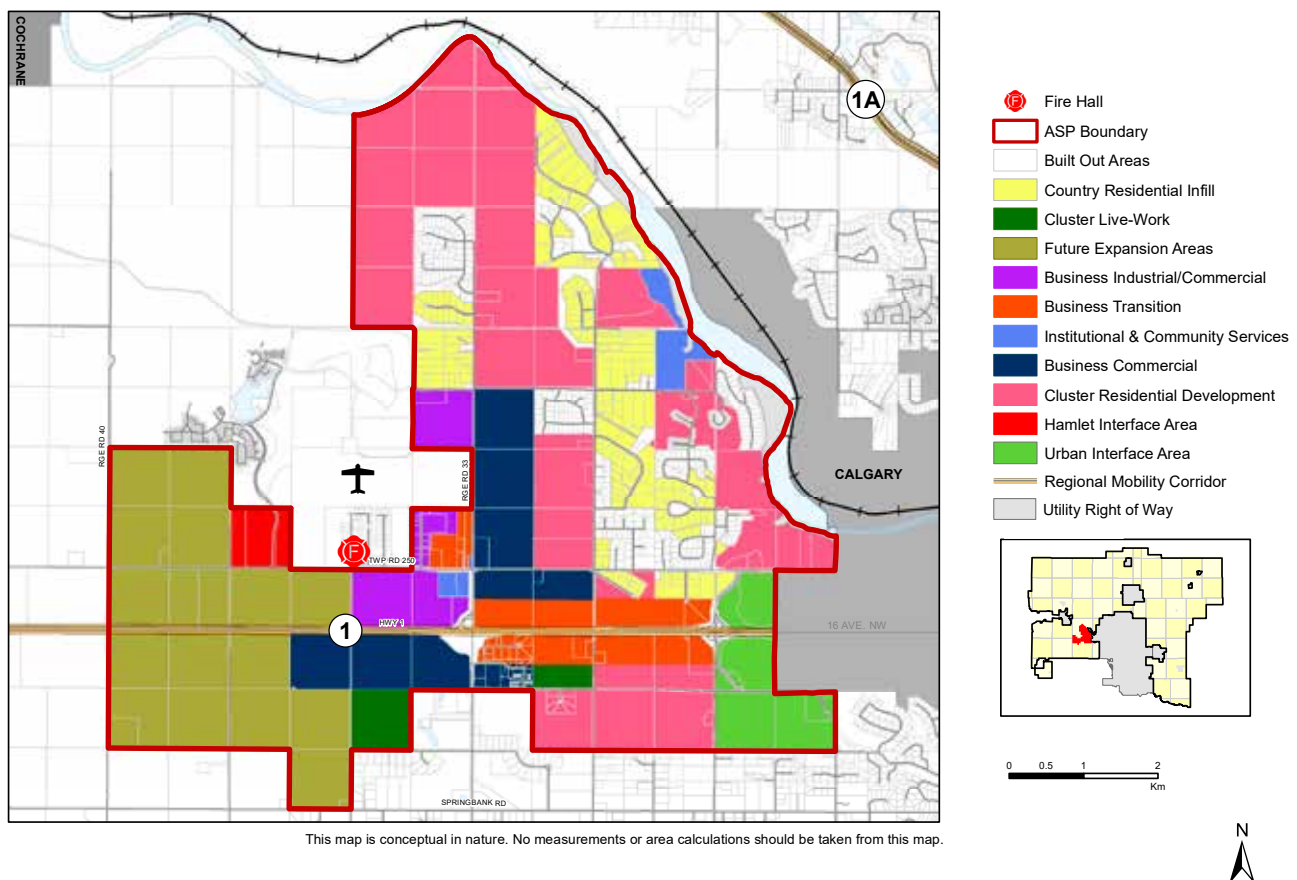 COCHRANE
1A
RGE RD 40
RGE RD 33
CALGARY
F
TWP RD 250
HWY 1
1
16 AVE. NW
SPRINGBANK RD
F Fire Hall
ASP Boundary
Built Out Areas
Country Residential Infill
Cluster Live-Work
Future Expansion Areas
Business Industrial/Commercial
Business Transition
Institutional & Community Services
Business Commercial
Cluster Residential Development
Hamlet Interface Area
Urban Interface Area
Regional Mobility Corridor
Utility Right of Way
0 0.5 1 2
Km
This map is conceptual in nature. No measurements or area calculations should be taken from this map.
N